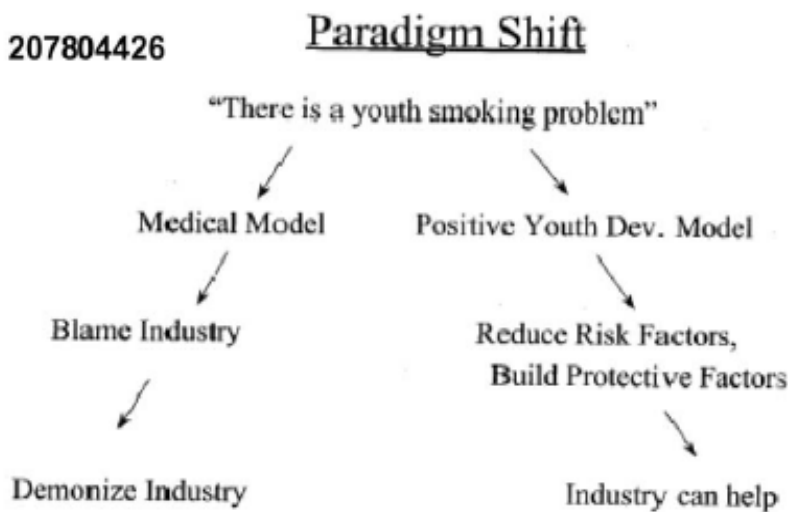 Paradigm Shift
207804426
“There is a youth smoking problem”
Medical Model
Positive Youth Dev. Model
Blame Industry
Reduce Risk Factors,
Build Protective Factors
Demonize Industry
Industry can help